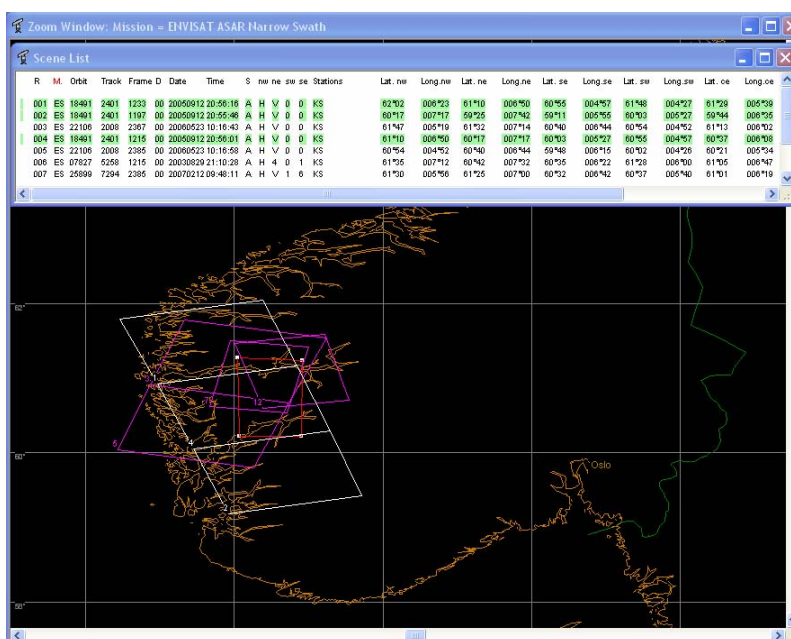 Zoom Window: Mission = ENVISAT ASAR Narrow Swath
Scene List
R M. Orbit Track Frame D Date Time S nw ne sw se Stations Lat. nw Long.nw Lat. ne Long.ne Lat. se Long.se Lat. sw Long.sw Lat. ce Long.ce
001 ES 18491 2401 1233 00 20050912 20:56:16 A H V 0 0 KS 62°02 006°23 61°10 006°50 60°55 004°57 61°48 004°27 61°29 005°39
002 ES 18491 2401 1197 00 20050912 20:55:46 A H V 0 0 KS 60°17 007°17 59°25 007°42 59°11 005°55 60°03 005°27 59°44 006°35
003 ES 22106 2008 2367 00 20060523 10:16:43 A H V 0 0 KS 61°47 005°19 61°32 007°14 60°40 006°44 60°54 004°52 61°13 006°02
004 ES 18491 2401 1215 00 20050912 20:56:01 A H V 0 0 KS 61°10 006°50 60°17 007°17 60°03 005°27 60°55 004°57 60°37 006°08
005 ES 22106 2008 2385 00 20060523 10:16:58 A H V 0 0 KS 60°54 004°52 60°40 006°44 59°48 006°15 60°02 004°26 60°21 005°34
006 ES 07827 5258 1215 00 20030829 21:10:28 A H 4 0 1 KS 61°35 007°12 60°42 007°32 60°35 006°22 61°28 006°00 61°05 006°47
007 ES 25899 7294 2385 00 20070212 09:48:11 A H V 1 6 KS 61°30 005°56 61°25 007°00 60°32 006°42 60°37 005°40 61°01 006°19
62°
1
3
7
12
5
4
60°
Oslo
2
58°